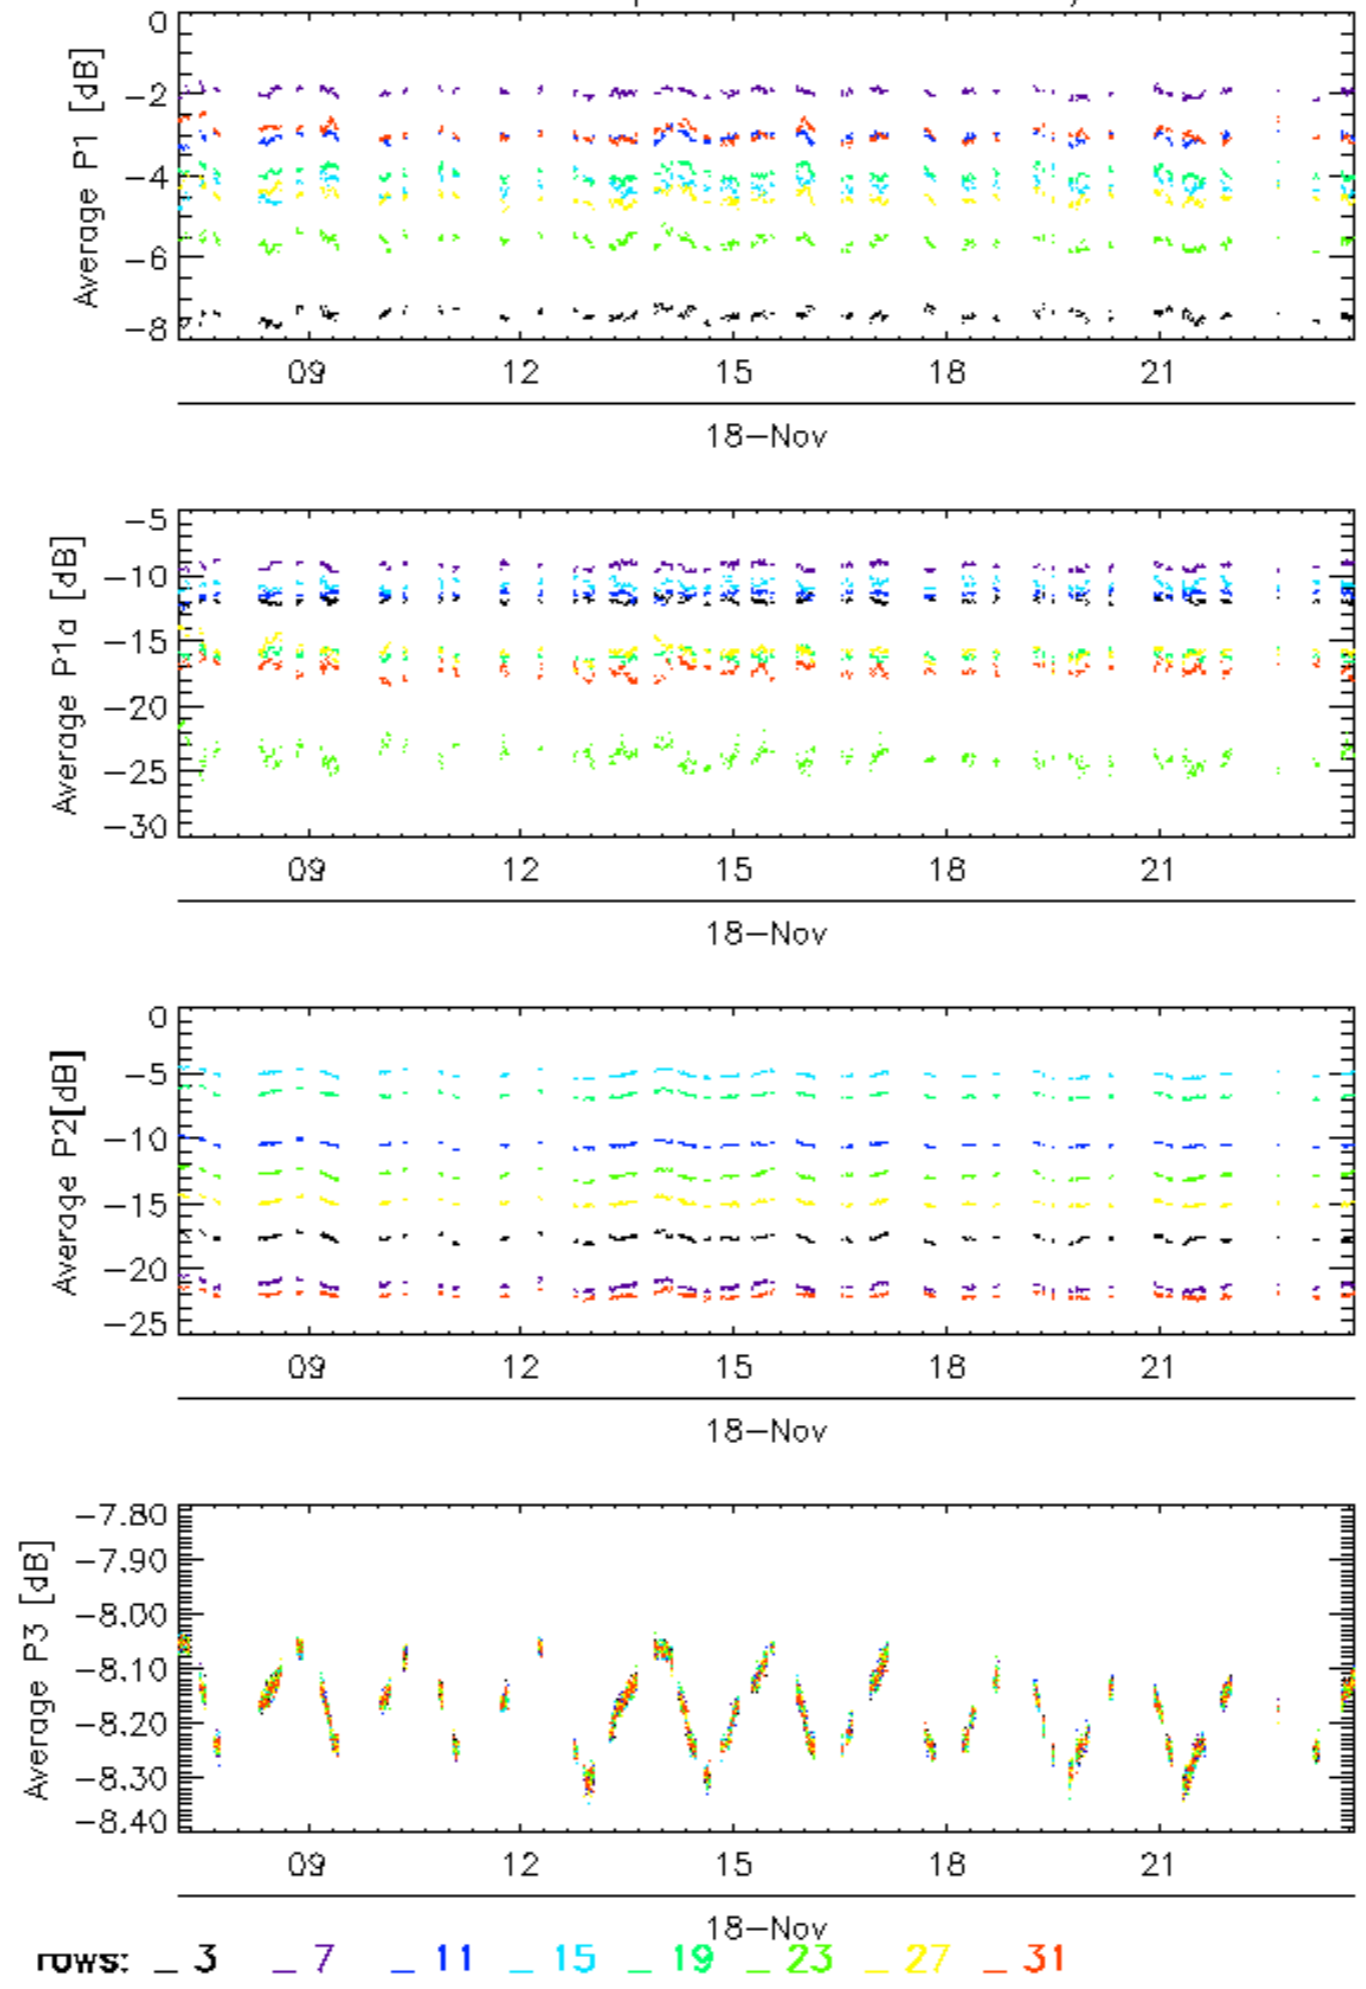 0
−2
−4
−6
−8
Average P1 [dB]
09 12 15 18 21
18−Nov
−5
−10
−15
−20
−25
−30
Average P1a [dB]
09 12 15 18 21
18−Nov
0
−5
−10
−15
−20
−25
Average P2[dB]
09 12 15 18 21
18−Nov
−7.80
−7.90
−8.00
−8.10
−8.20
−8.30
−8.40
Average P3 [dB]
09 12 15 18 21
18−Nov
rows: _ 3 _ 7 _ 11 _ 15 _ 19 _ 23 _ 27 _ 31